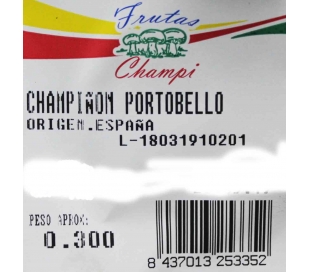 Frutas
Champi
CHAMPIÑON PORTOBELLO
ORIGEN.ESPAÑA
L-18031910201
PESO APROX:
0.300
8 437013 253352